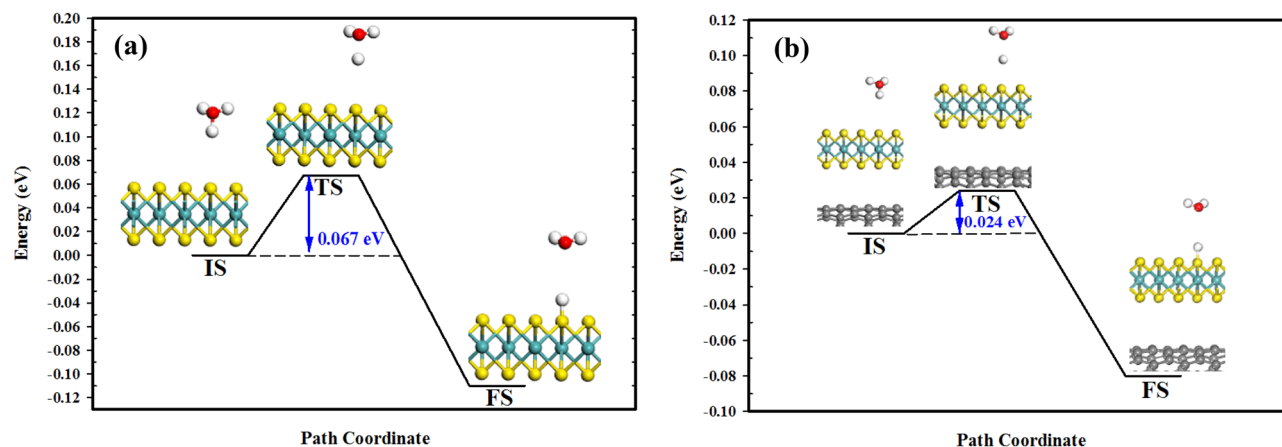 (a)
Energy (eV)
0.20
0.18
0.16
0.14
0.12
0.10
0.08
0.06
0.04
0.02
0.00
-0.02
-0.04
-0.06
-0.08
-0.10
-0.12
TS
0.067 eV
IS
FS
Path Coordinate
(b)
Energy (eV)
0.12
0.10
0.08
0.06
0.04
0.02
0.00
-0.02
-0.04
-0.06
-0.08
-0.10
TS
0.024 eV
IS
FS
Path Coordinate